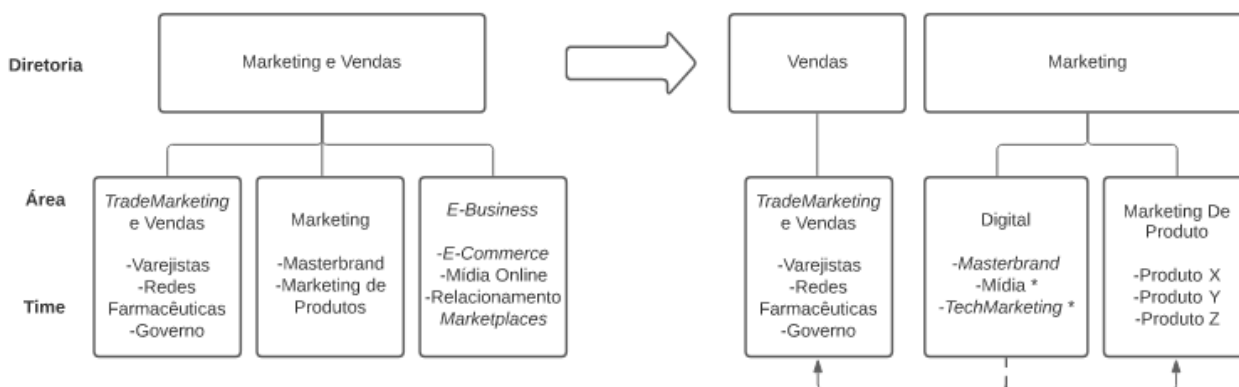 Diretoria
Marketing e Vendas
Vendas
Marketing
Área
Time
TradeMarketing
e Vendas
-Varejistas
-Redes
Farmacêuticas
-Governo
Marketing
-Masterbrand
-Marketing de
Produtos
E-Business
-E-Commerce
-Mídia Online
-Relacionamento
Marketplaces
TradeMarketing
e Vendas
-Varejistas
-Redes
Farmacêuticas
-Governo
Digital
-Masterbrand
-Mídia *
-TechMarketing *
Marketing De
Produto
-Produto X
-Produto Y
-Produto Z